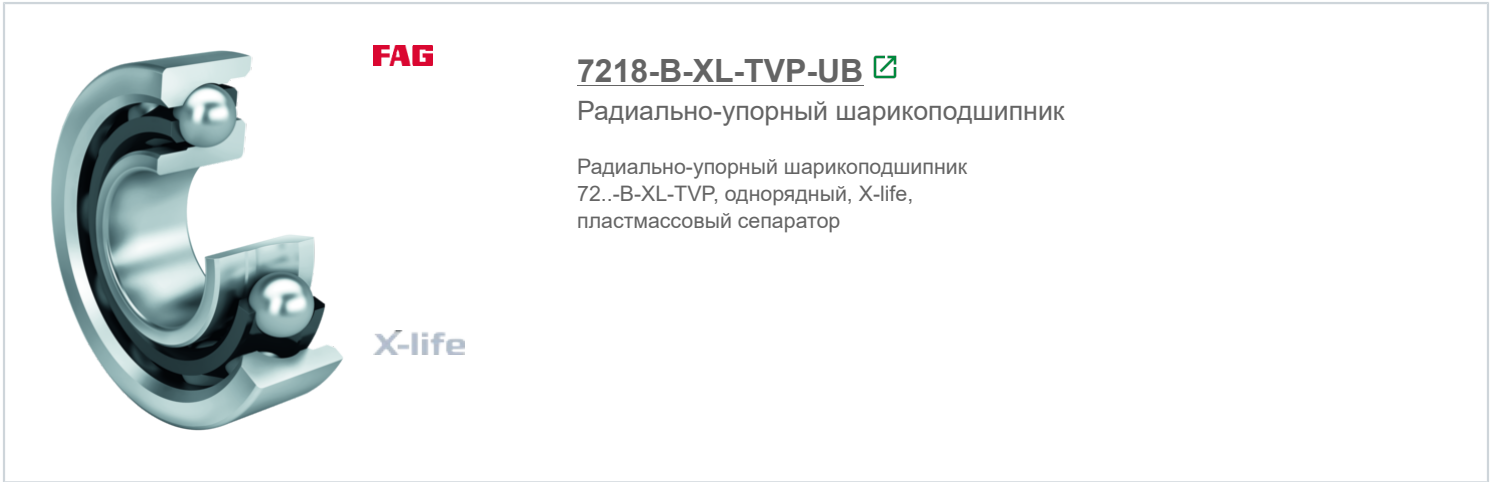 FAG
7218-B-XL-TVP-UB
Радиально-упорный шарикоподшипник
Радиально-упорный шарикоподшипник
72..-B-XL-TVP, однорядный, X-life,
пластмассовый сепаратор
X-life